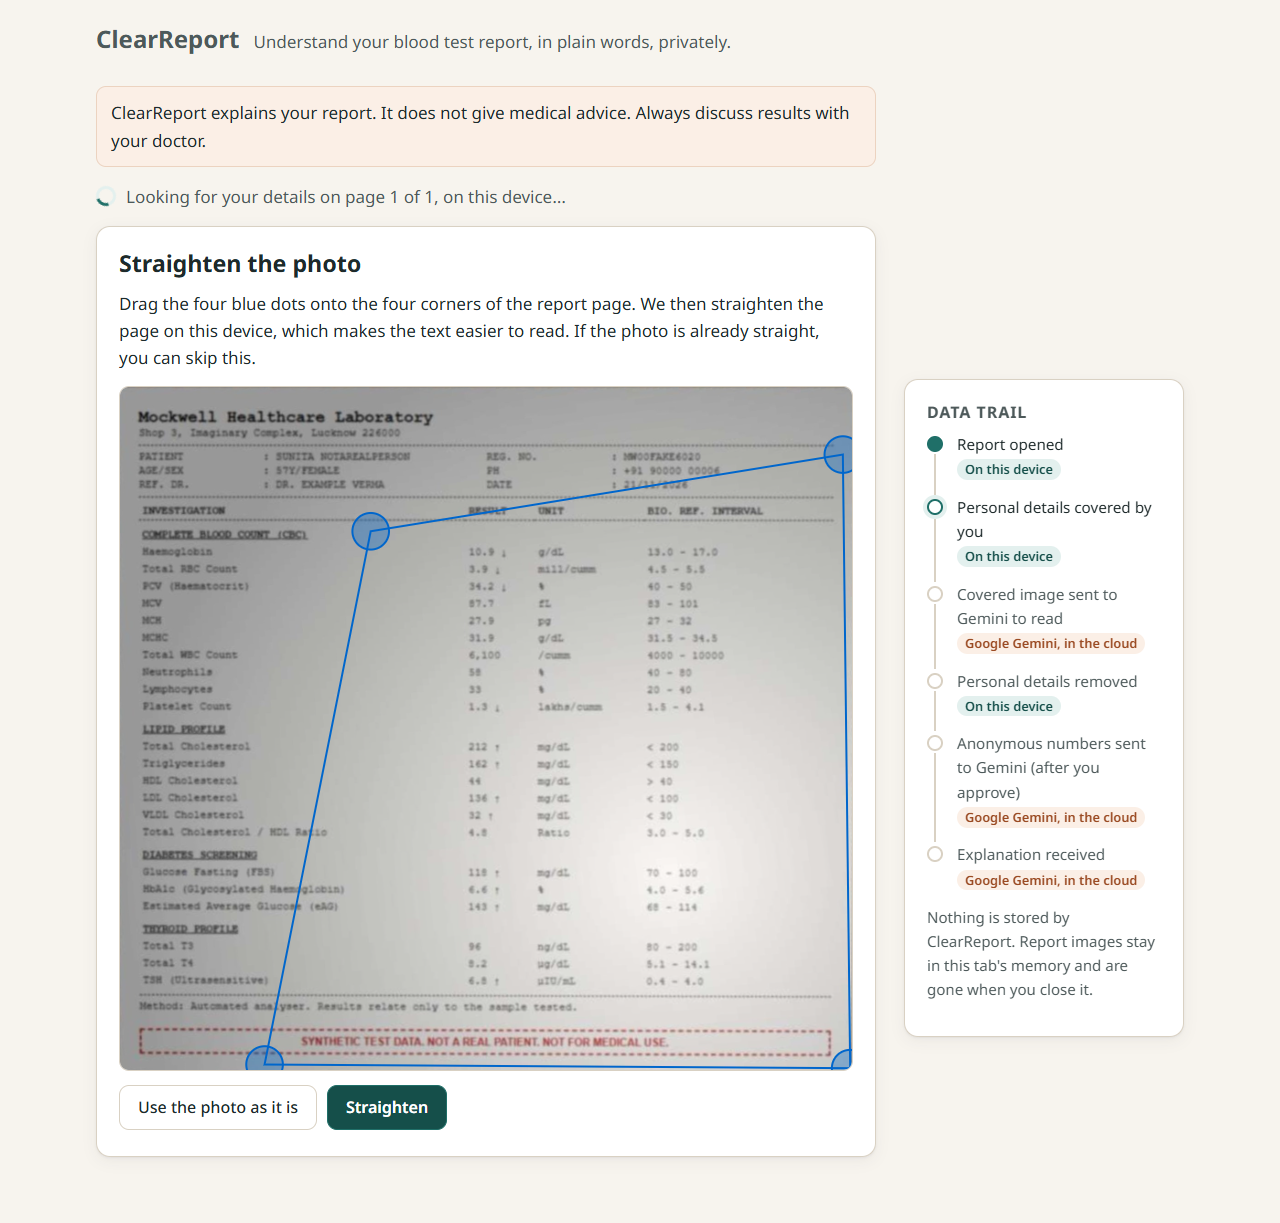 ClearReport Understand your blood test report, in plain words, privately.
ClearReport explains your report. It does not give medical advice. Always discuss results with
your doctor.
Looking for your details on page 1 of 1, on this device...
Straighten the photo
Drag the four blue dots onto the four corners of the report page. We then straighten the
page on this device, which makes the text easier to read. If the photo is already straight,
you can skip this.
Mockwell Healthcare Laboratory
Shop 3, Imaginary Complex, Lucknow 226000
PATIENT : SUNITA NOTAREALPERSON REG. NO. : MW00FAKE6020
AGE/SEX : 57Y/FEMALE PH : +91 90000 00006
REF. DR. : DR. EXAMPLE VERMA DATE : 21/11/2026
INVESTIGATION RESULT UNIT BIO. REF. INTERVAL
COMPLETE BLOOD COUNT (CBC)
Haemoglobin 10.9 ↓ g/dL 13.0 - 17.0
Total RBC Count 3.9 ↓ mill/cumm 4.5 - 5.5
PCV (Haematocrit) 34.2 ↓ % 40 - 50
MCV 87.7 fL 83 - 101
MCH 27.9 pg 27 - 32
MCHC 31.9 g/dL 31.5 - 34.5
Total WBC Count 6,100 /cumm 4000 - 10000
Neutrophils 58 % 40 - 80
Lymphocytes 33 % 20 - 40
Platelet Count 1.3 ↓ lakhs/cumm 1.5 - 4.1
LIPID PROFILE
Total Cholesterol 212 ↑ mg/dL < 200
Triglycerides 162 ↑ mg/dL < 150
HDL Cholesterol 44 mg/dL > 40
LDL Cholesterol 136 ↑ mg/dL < 100
VLDL Cholesterol 32 ↑ mg/dL < 30
Total Cholesterol / HDL Ratio 4.8 Ratio 3.0 - 5.0
DIABETES SCREENING
Glucose Fasting (FBS) 118 ↑ mg/dL 70 - 100
HbA1c (Glycosylated Haemoglobin) 6.6 ↑ % 4.0 - 5.6
Estimated Average Glucose (eAG) 143 ↑ mg/dL 68 - 114
THYROID PROFILE
Total T3 96 ng/dL 80 - 200
Total T4 8.2 µg/dL 5.1 - 14.1
TSH (Ultrasensitive) 6.8 ↑ µIU/mL 0.4 - 4.0
Method: Automated analyser. Results relate only to the sample tested.
SYNTHETIC TEST DATA. NOT A REAL PATIENT. NOT FOR MEDICAL USE.
Use the photo as it is
Straighten
DATA TRAIL
Report opened
On this device
Personal details covered by
you
On this device
Covered image sent to
Gemini to read
Google Gemini, in the cloud
Personal details removed
On this device
Anonymous numbers sent
to Gemini (after you
approve)
Google Gemini, in the cloud
Explanation received
Google Gemini, in the cloud
Nothing is stored by
ClearReport. Report images stay
in this tab's memory and are
gone when you close it.